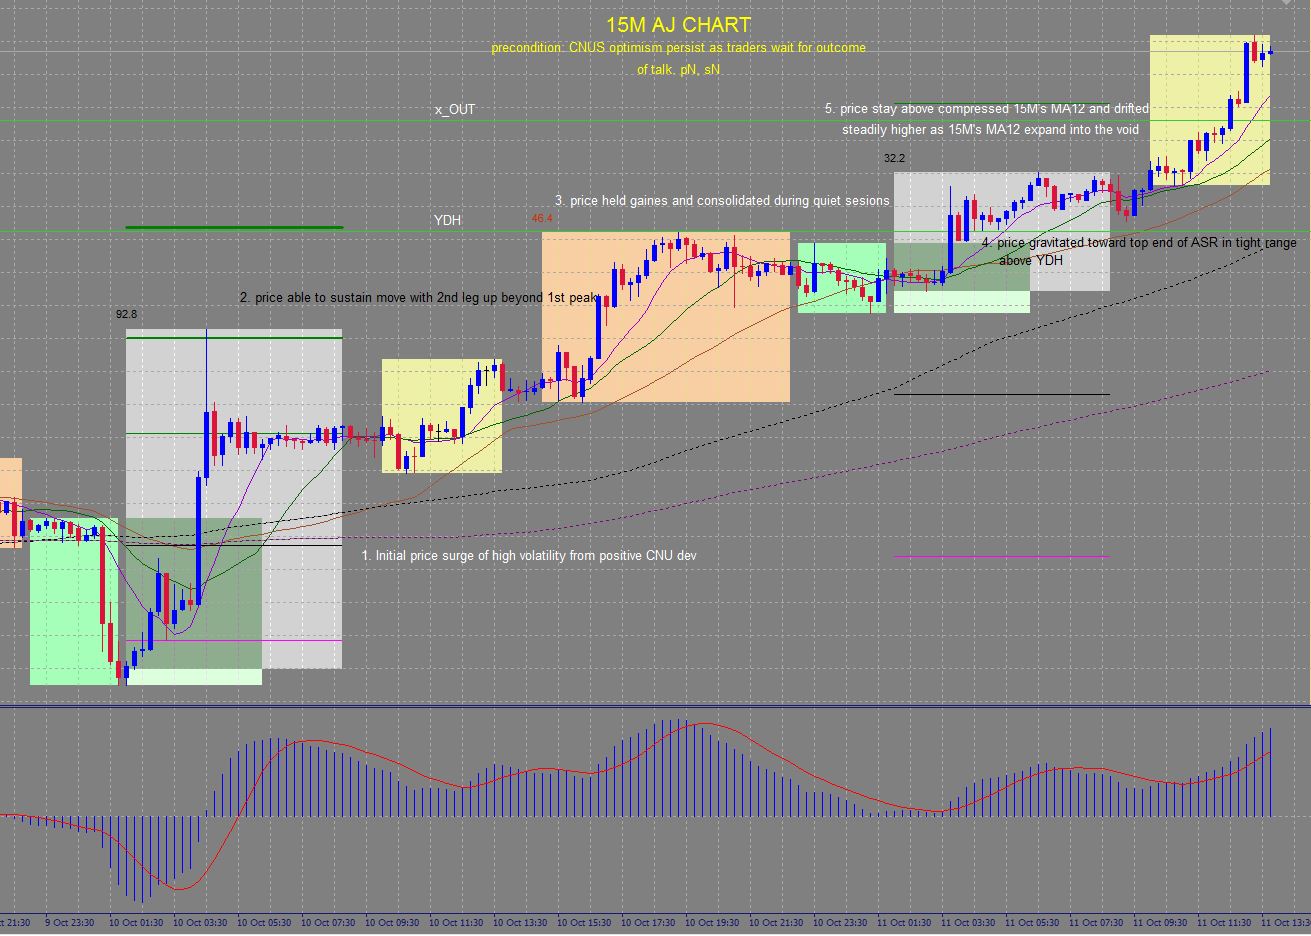 15M AJ CHART
precondition: CNUS optimism persist as traders wait for outcome
of talk. pN, sN
x_OUT
5. price stay above compressed 15M's MA12 and drifted
steadily higher as 15M's MA12 expand into the void
32.2
3. price held gaines and consolidated during quiet sesions
YDH
46.4
4. price gravitated toward top end of ASR in tight range
above YDH
2. price able to sustain move with 2nd leg up beyond 1st peak
92.8
1. Initial price surge of high volatility from positive CNU dev
ct 21:30 9 Oct 23:30 10 Oct 01:30 10 Oct 03:30 10 Oct 05:30 10 Oct 07:30 10 Oct 09:30 10 Oct 11:30 10 Oct 13:30 10 Oct 15:30 10 Oct 17:30 10 Oct 19:30 10 Oct 21:30 10 Oct 23:30 11 Oct 01:30 11 Oct 03:30 11 Oct 05:30 11 Oct 07:30 11 Oct 09:30 11 Oct 11:30 11 Oct 13:30